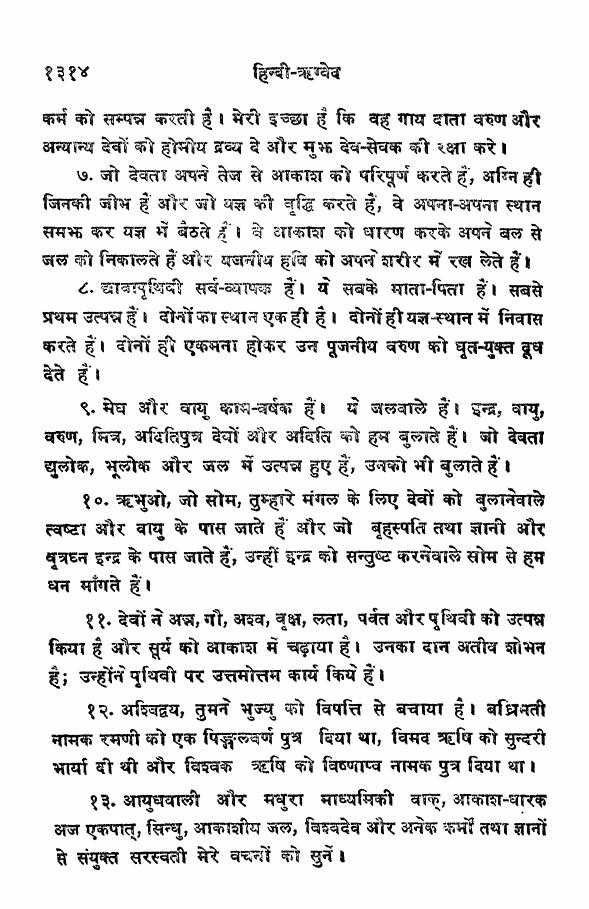 १३१४ हिन्दी-ऋग्वेद
कर्म को सम्पन्न करती है। मेरी इच्छा है कि वह गाय दाता वरुण और
अन्यान्य देवों को होमीय द्रव्य दे और मुझ देव-सेवक की रक्षा करे।
७. जो देवता अपने तेज से आकाश को परिपूर्ण करते हैं, अग्नि ही
जिनकी जीभ हैं और जो यज्ञ की वृद्धि करते हैं, वे अपना-अपना स्थान
समझ कर यज्ञ में बैठते हैं। वे आकाश को धारण करके अपने बल से
जल को निकालते हैं और यजनीय हवि को अपने शरीर में रख लेते हैं।
८. द्यावापृथिवी सर्व-व्यापक हैं। ये सबके माता-पिता हैं। सबसे
प्रथम उत्पन्न हैं। दोनों का स्थान एक ही है। दोनों ही यज्ञ-स्थान में निवास
करते हैं। दोनों ही एकमना होकर उन पूजनीय वरुण को घृत-युक्त दूध
देते हैं।
९. मेघ और वायु काम-वर्षक हैं। ये जलवाले हैं। इन्द्र, वायु,
वरुण, मित्र, अदितिपुत्र देवों और अदिति को हम बुलाते हैं। जो देवता
द्युलोक, भूलोक और जल में उत्पन्न हुए हैं, उनको भी बुलाते हैं।
१०. ऋभुओ, जो सोम, तुम्हारे मंगल के लिए देवों को बुलानेवाले
त्वष्टा और वायु के पास जाते हैं और जो बृहस्पति तथा ज्ञानी और
वृत्रघ्न इन्द्र के पास जाते हैं, उन्हीं इन्द्र को सन्तुष्ट करनेवाले सोम से हम
धन माँगते हैं।
११. देवों ने अन्न, गौ, अश्व, वृक्ष, लता, पर्वत और पृथिवी को उत्पन्न
किया है और सूर्य को आकाश में चढ़ाया है। उनका दान अतीव शोभन
है; उन्होंने पृथिवी पर उत्तमोत्तम कार्य किये हैं।
१२. अश्विद्वय, तुमने भुज्यु को विपत्ति से बचाया है। बध्रिमती
नामक रमणी को एक पिङ्गलवर्ण पुत्र दिया था, विमद ऋषि को सुन्दरी
भार्या दी थी और विश्वक ऋषि को विष्णाप्व नामक पुत्र दिया था।
१३. आयुधवाली और मधुरा माध्यमिकी वाक्, आकाश-धारक
अज एकपात्, सिन्धु, आकाशीय जल, विश्वदेव और अनेक कर्मों तथा ज्ञानों
से संयुक्त सरस्वती मेरे वचनों को सुनें।